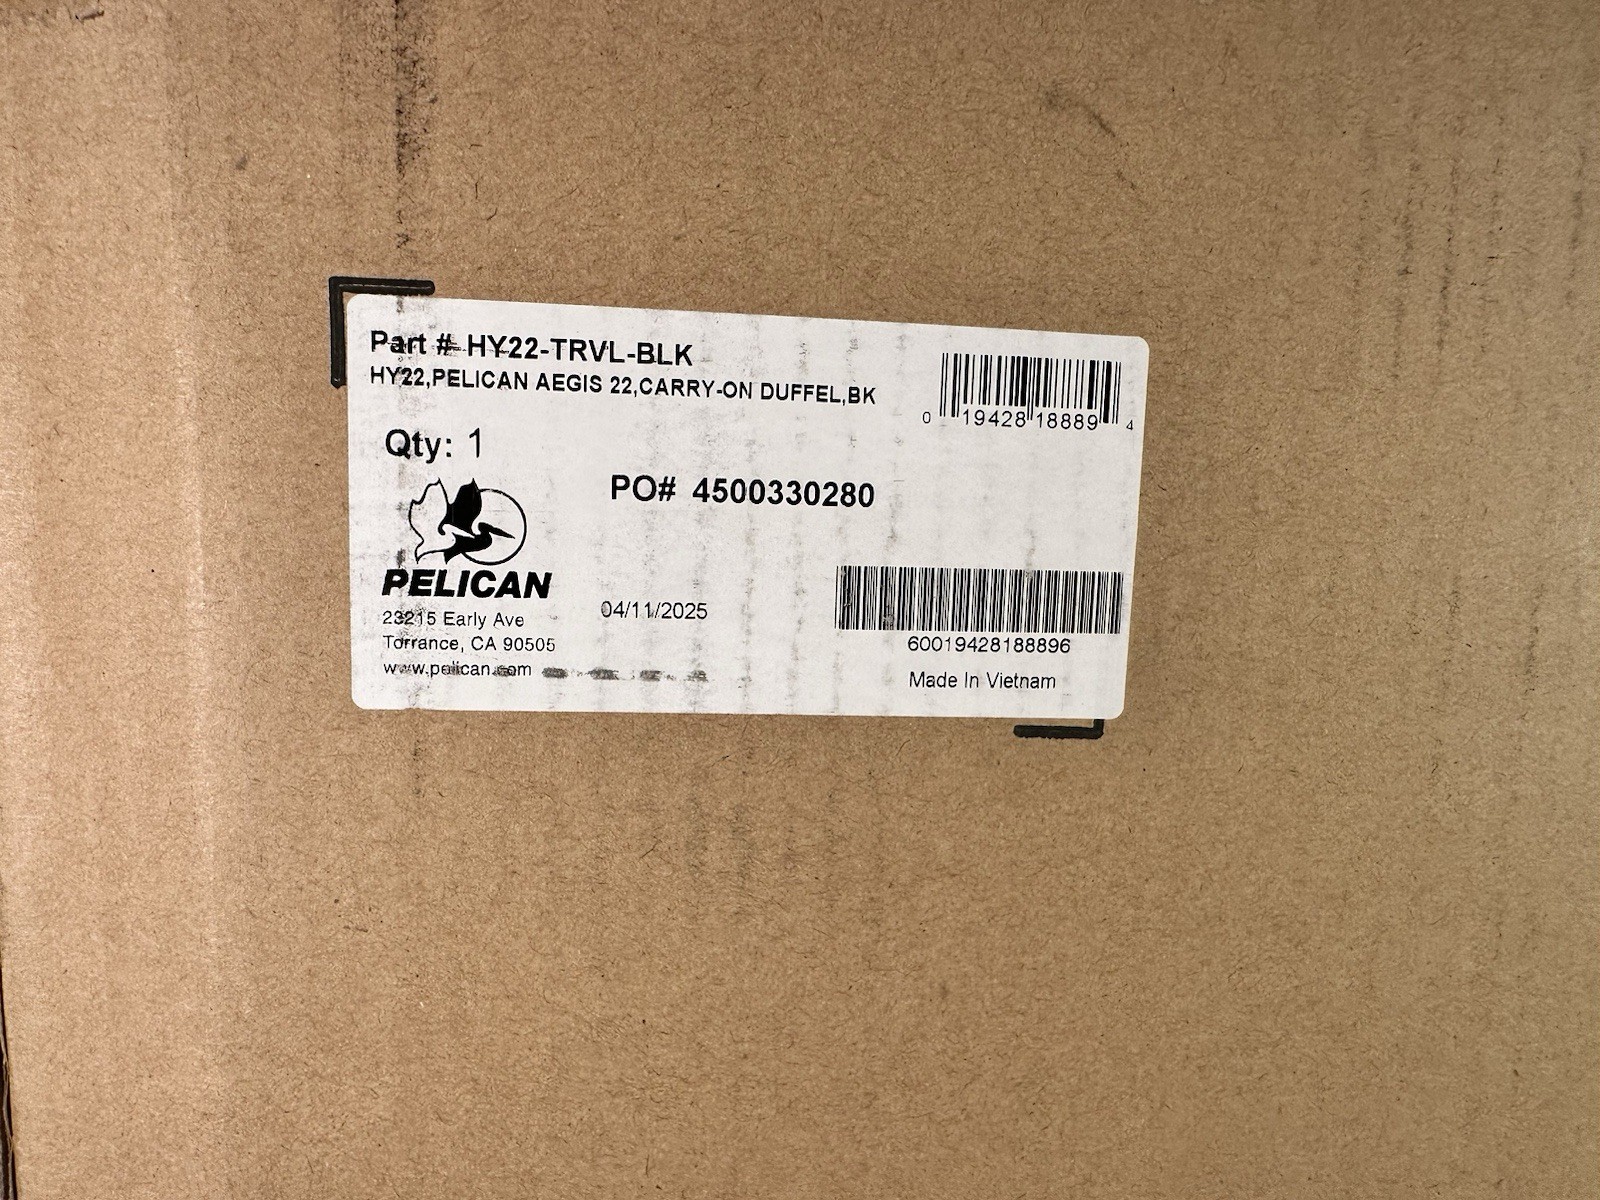 Part # HY22-TRVL-BLK
HY22,PELICAN AEGIS 22,CARRY-ON DUFFEL,BK
0 19428 18889 4
Qty: 1
PO# 4500330280
PELICAN
23215 Early Ave
Torrance, CA 90505
www.pelican.com
04/11/2025
60019428188896
Made In Vietnam